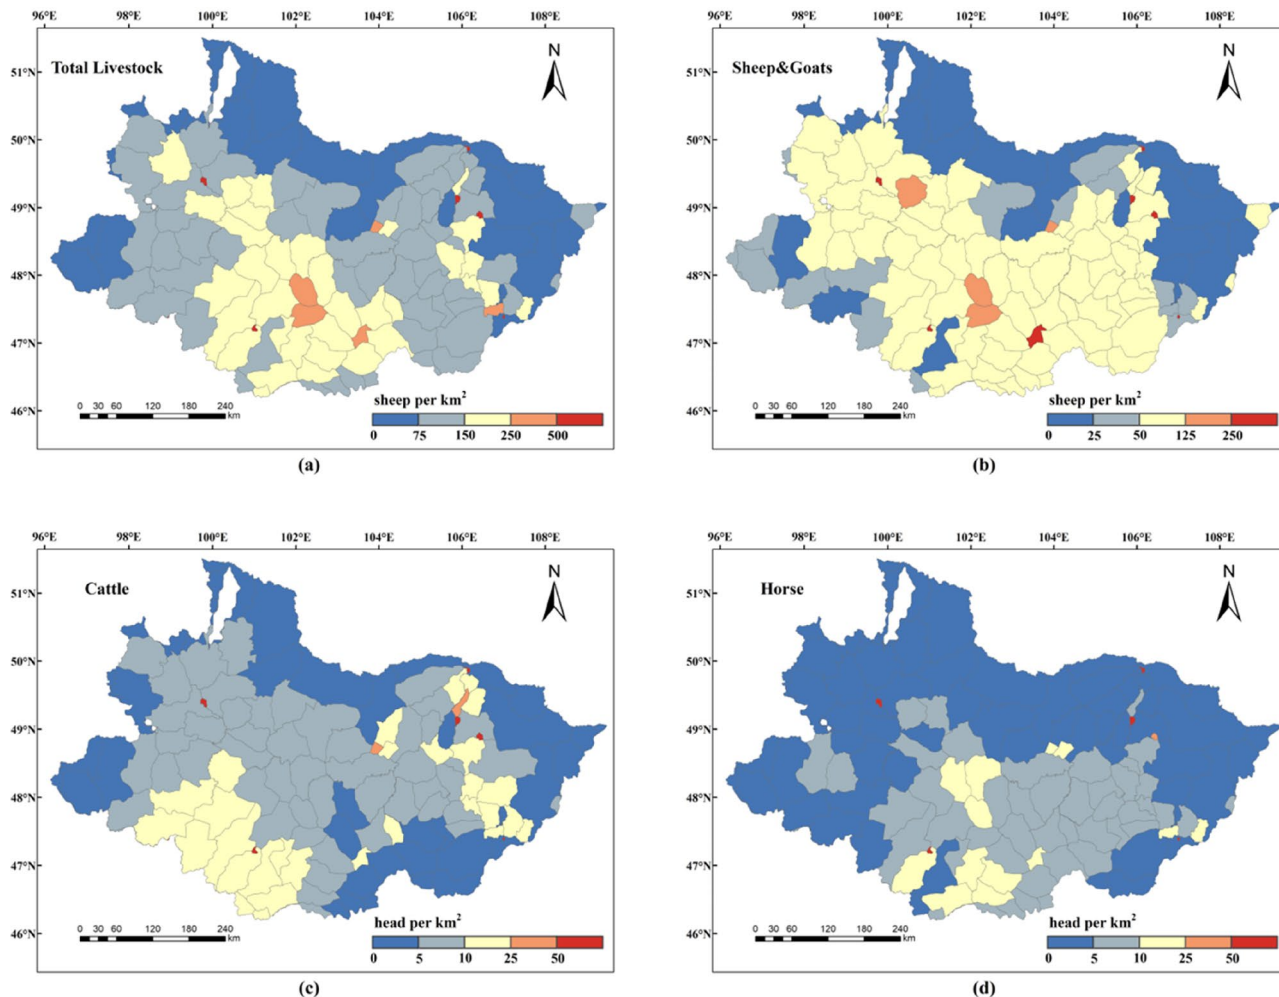 96°E 98°E 100°E 102°E 104°E 106°E 108°E
N
Total Livestock
51°N
50°N
49°N
48°N
47°N
46°N
0 30 60 120 180 240
km
sheep per km²
0 75 150 250 500
(a)
96°E 98°E 100°E 102°E 104°E 106°E 108°E
N
Sheep&Goats
51°N
50°N
49°N
48°N
47°N
46°N
0 30 60 120 180 240
km
sheep per km²
0 25 50 125 250
(b)
96°E 98°E 100°E 102°E 104°E 106°E 108°E
N
Cattle
51°N
50°N
49°N
48°N
47°N
46°N
0 30 60 120 180 240
km
head per km²
0 5 10 25 50
(c)
96°E 98°E 100°E 102°E 104°E 106°E 108°E
N
Horse
51°N
50°N
49°N
48°N
47°N
46°N
0 30 60 120 180 240
km
head per km²
0 5 10 25 50
(d)